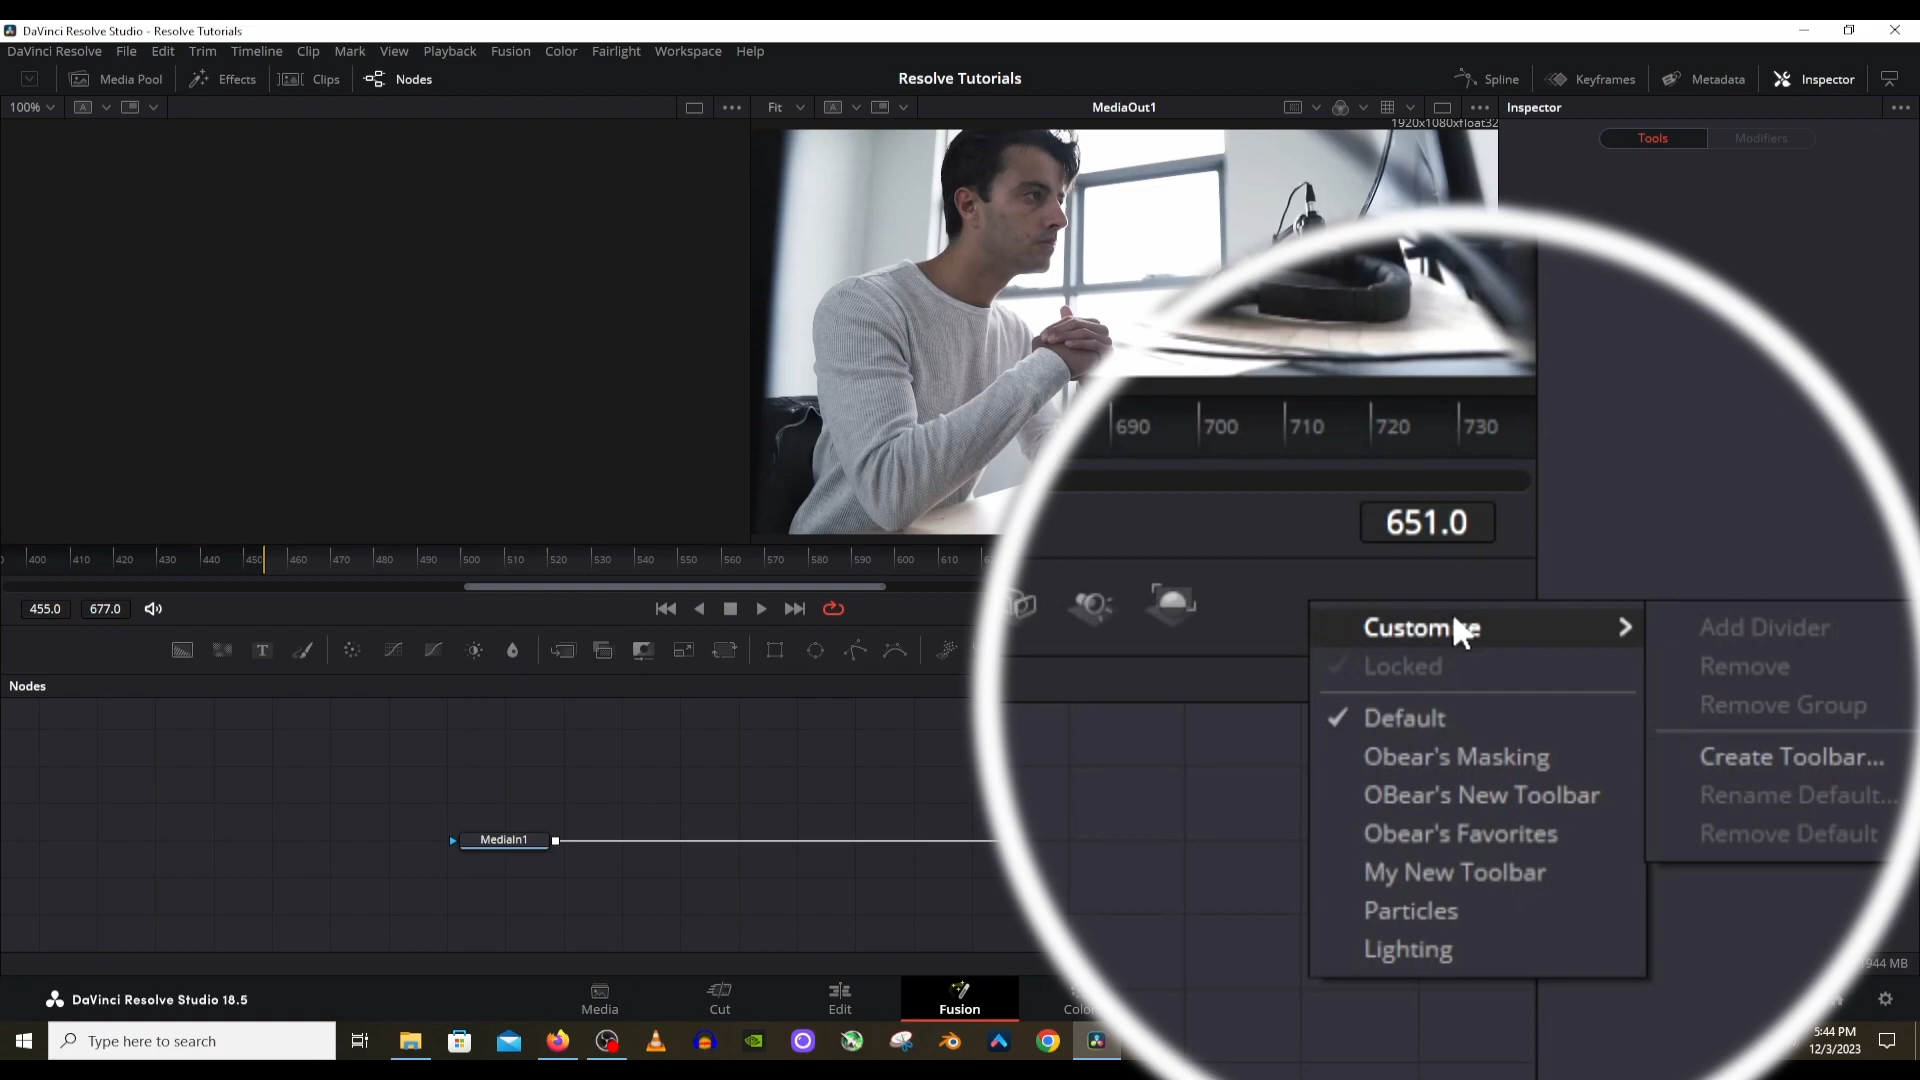 DaVinci Resolve Studio - Resolve Tutorials
DaVinci Resolve File Edit Trim Timeline Clip Mark View Playback Fusion Color Fairlight Workspace Help
Media Pool Effects Clips Nodes Resolve Tutorials Spline Keyframes Metadata Inspector
100% A Fit A MediaOut1 Inspector
1920x1080xfloat32
Tools Modifiers
690 700 710 720 730
651.0
400 410 420 430 440 450 460 470 480 490 500 510 520 530 540 550 560 570 580 590 600 610
455.0 677.0
T
Customize Add Divider
Locked Remove
Remove Group
Default
Obear's Masking Create Toolbar...
OBear's New Toolbar Rename Default...
Obear's Favorites Remove Default
My New Toolbar
Particles
Lighting
Nodes
MediaIn1
944 MB
DaVinci Resolve Studio 18.5
Media Cut Edit Fusion Color
Type here to search
5:44 PM
12/3/2023